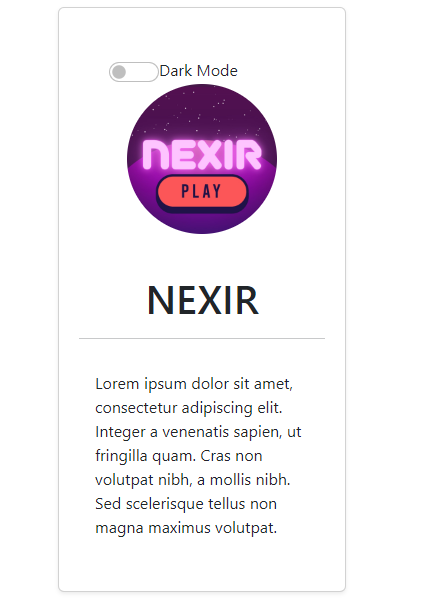 Dark Mode
NEXIR
PLAY
NEXIR
Lorem ipsum dolor sit amet,
consectetur adipiscing elit.
Integer a venenatis sapien, ut
fringilla quam. Cras non
volutpat nibh, a mollis nibh.
Sed scelerisque tellus non
magna maximus volutpat.